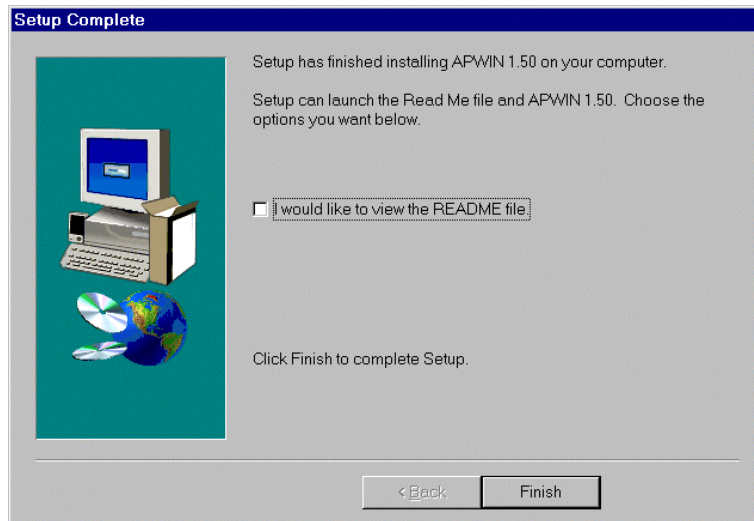 Setup Complete
Setup has finished installing APWIN 1.50 on your computer.
Setup can launch the Read Me file and APWIN 1.50.  Choose the
options you want below.
I would like to view the README file.
Click Finish to complete Setup.
< Back
Finish